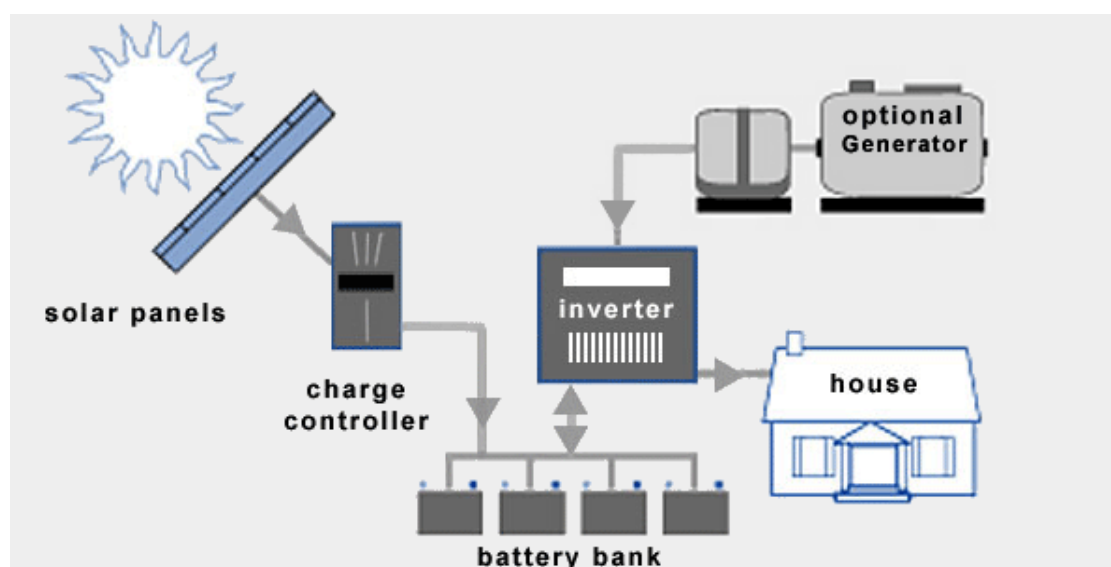 optional
Generator
inverter
solar panels
house
charge
controller
battery bank